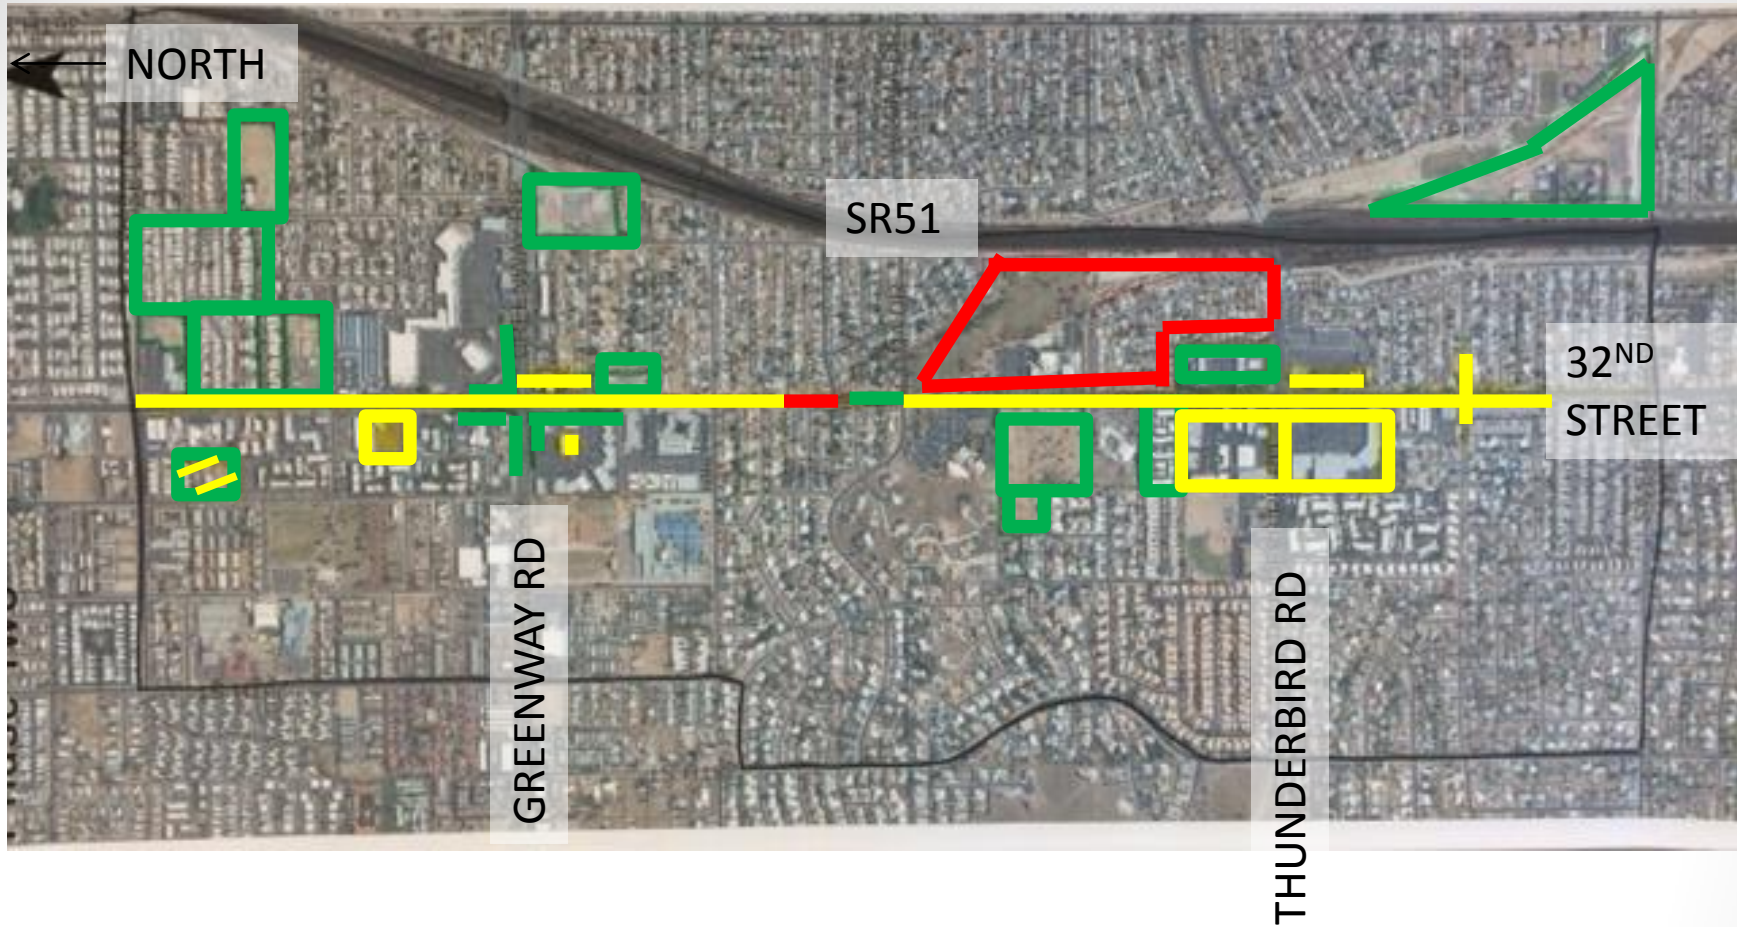 NORTH
SR51
32ND
STREET
GREENWAY RD
THUNDERBIRD RD